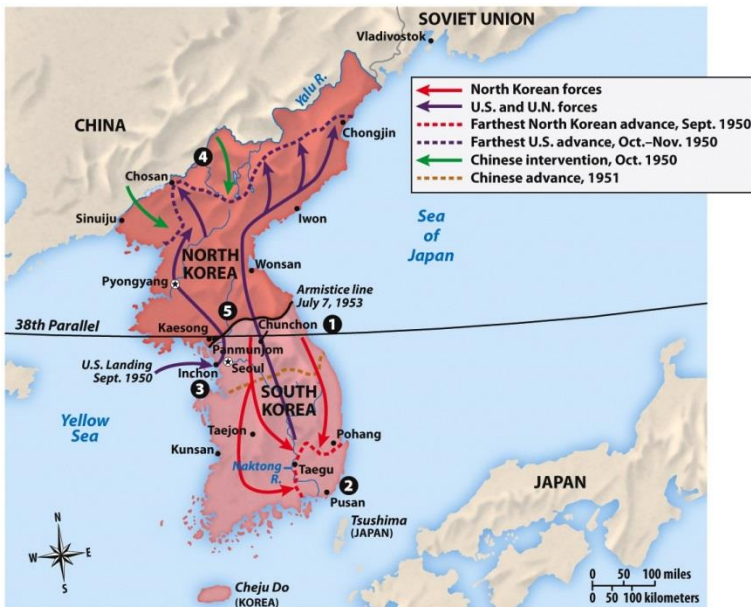 SOVIET UNION
Vladivostok
Yalu R.
CHINA
North Korean forces
U.S. and U.N. forces
Farthest North Korean advance, Sept. 1950
Farthest U.S. advance, Oct.–Nov. 1950
Chinese intervention, Oct. 1950
Chinese advance, 1951
Chongjin
4
Chosan
Sinuiju
Iwon
Sea
of
Japan
NORTH
KOREA
Wonsan
Pyongyang
Armistice line
July 7, 1953
5
38th Parallel
Kaesong
Chunchon
1
Panmunjom
U.S. Landing
Sept. 1950
Seoul
Inchon
3
SOUTH
KOREA
Yellow
Sea
Taejon
Pohang
Kunsan
Naktong
R.
Taegu
2
Pusan
JAPAN
Tsushima
(JAPAN)
N
W E
S
Cheju Do
(KOREA)
0 50 100 miles
0 50 100 kilometers